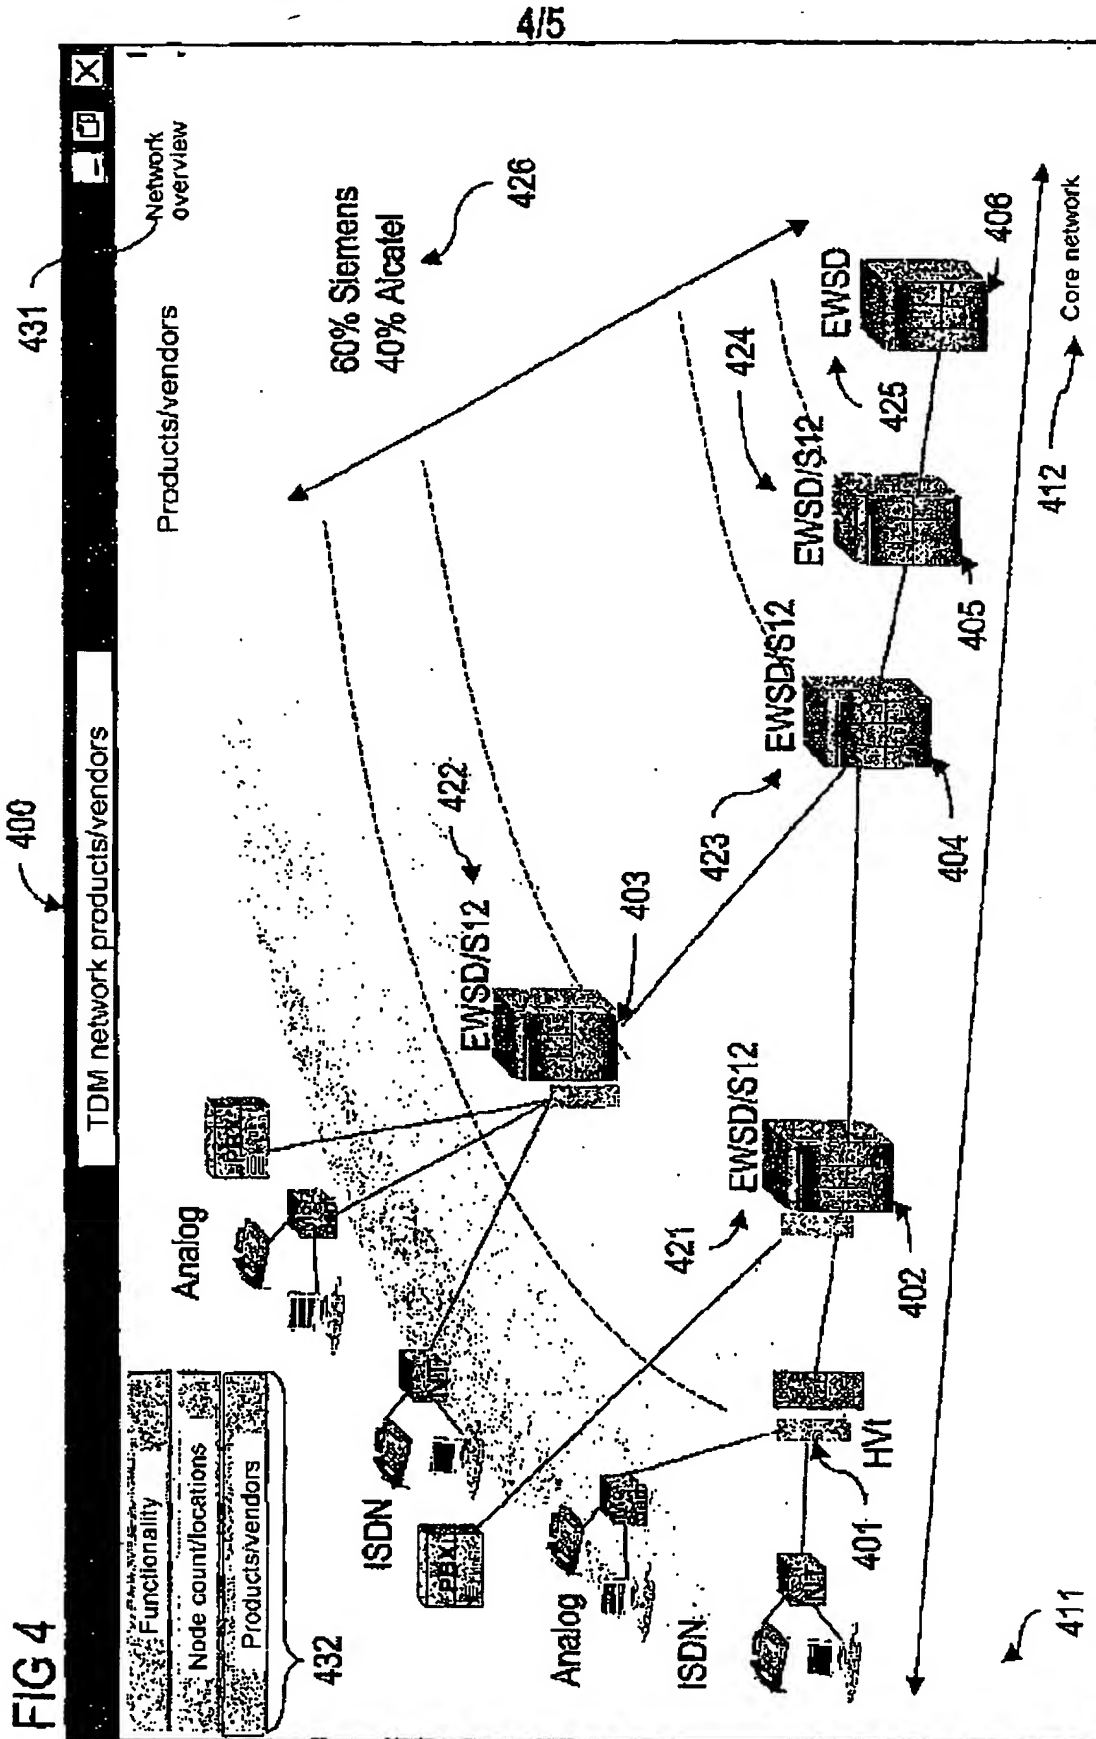 4/5
FIG 4
400
431
TDM network products/vendors
Functionality
Node count/locations
Products/vendors
432
Products/vendors
Network
overview
Analog
PBX
60% Siemens
40% Alcatel
426
ISDN
EWSD/S12
422
403
PBX
Analog
421
EWSD/S12
402
423
EWSD/S12
404
424
EWSD/S12
405
425
EWSD
406
ISDN
HVt
401
411
412
Core network